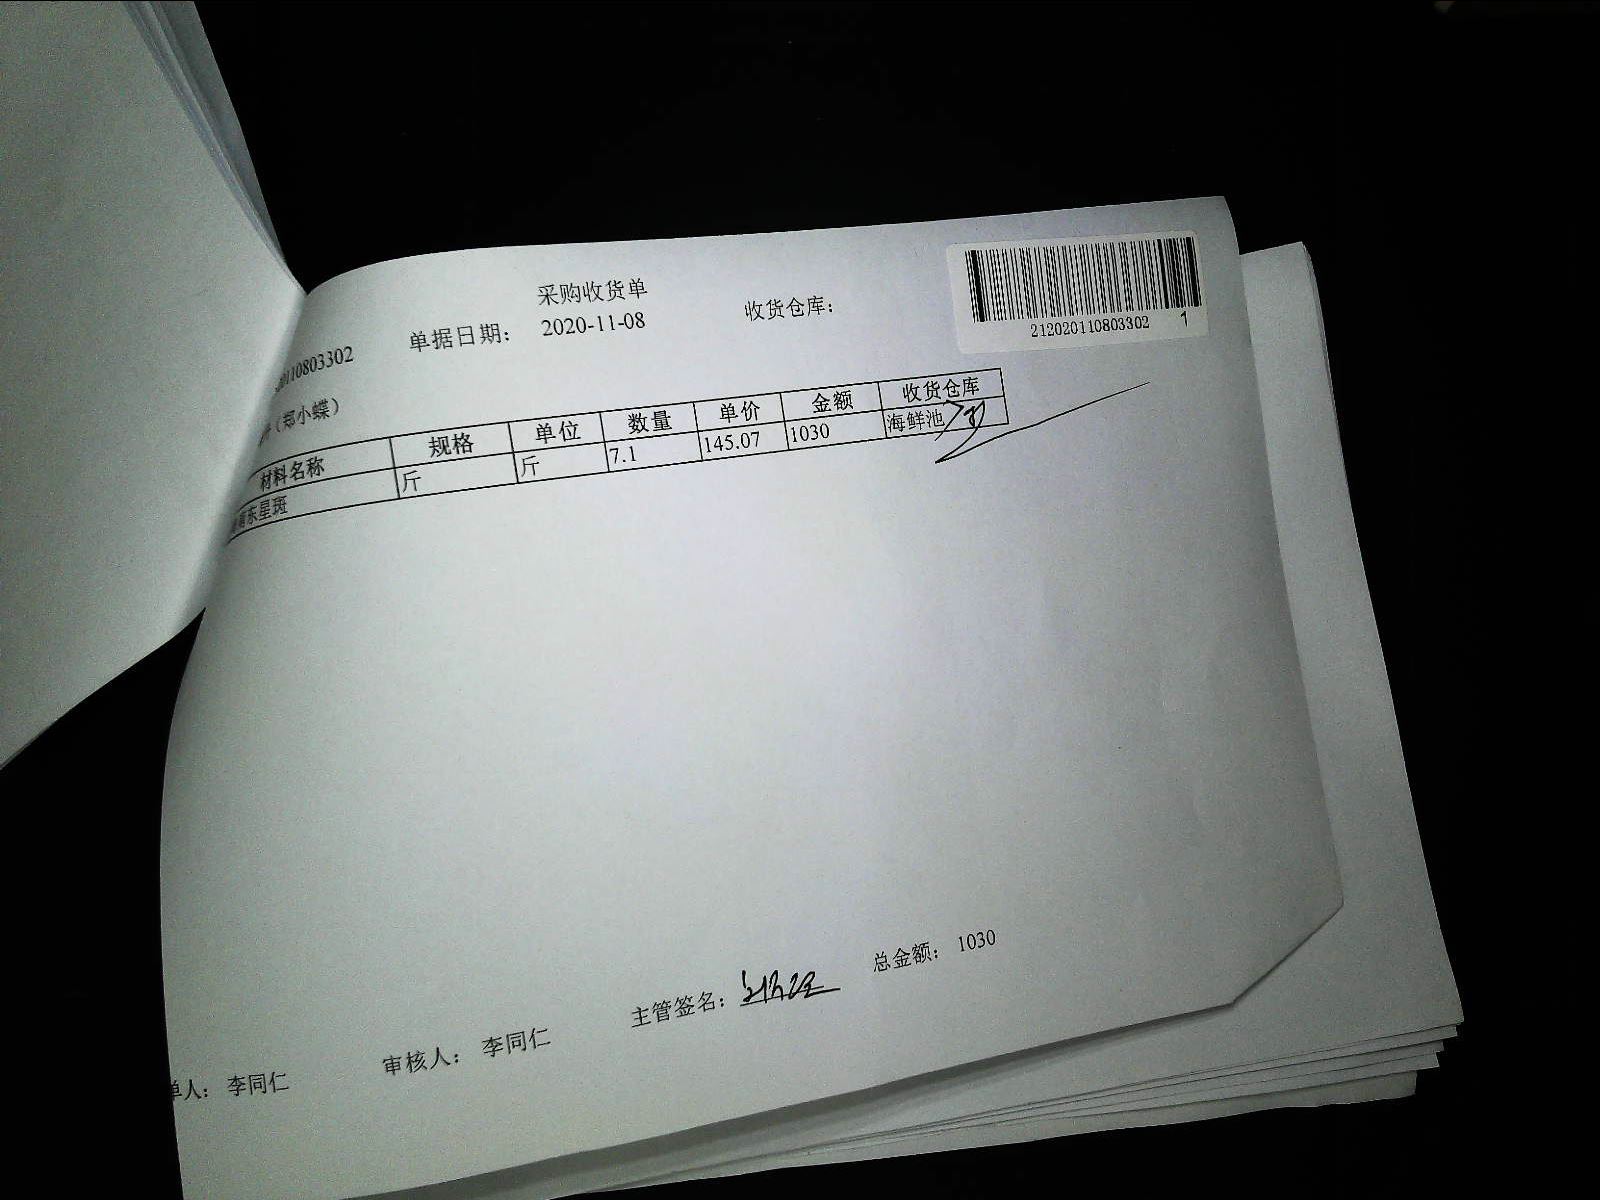 采购收货单
20110803302 单据日期： 2020-11-08 收货仓库：
212020110803302 1
（郑小蝶）
材料名称 规格 单位 数量 单价 金额 收货仓库
东星斑 斤 斤 7.1 145.07 1030 海鲜池
主管签名： 总金额： 1030
单人： 李同仁 审核人： 李同仁